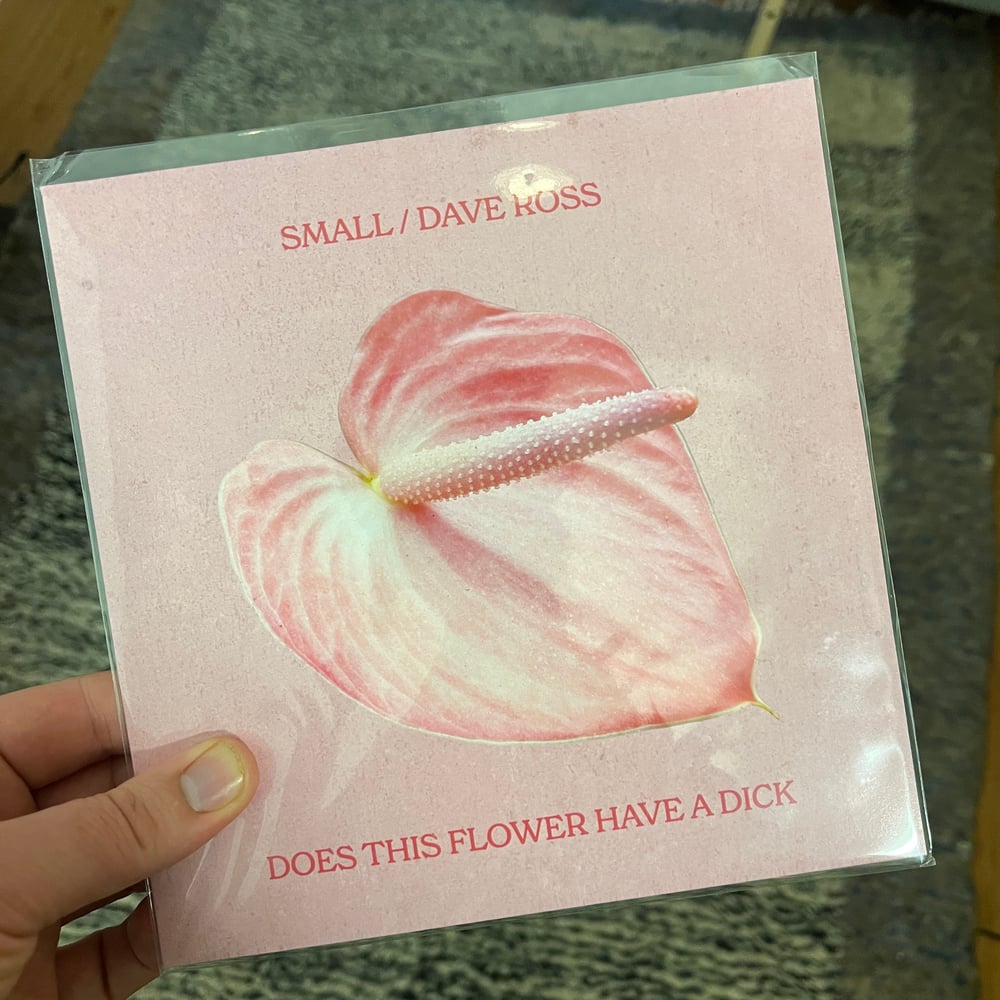 SMALL / DAVE ROSS
DOES THIS FLOWER HAVE A DICK